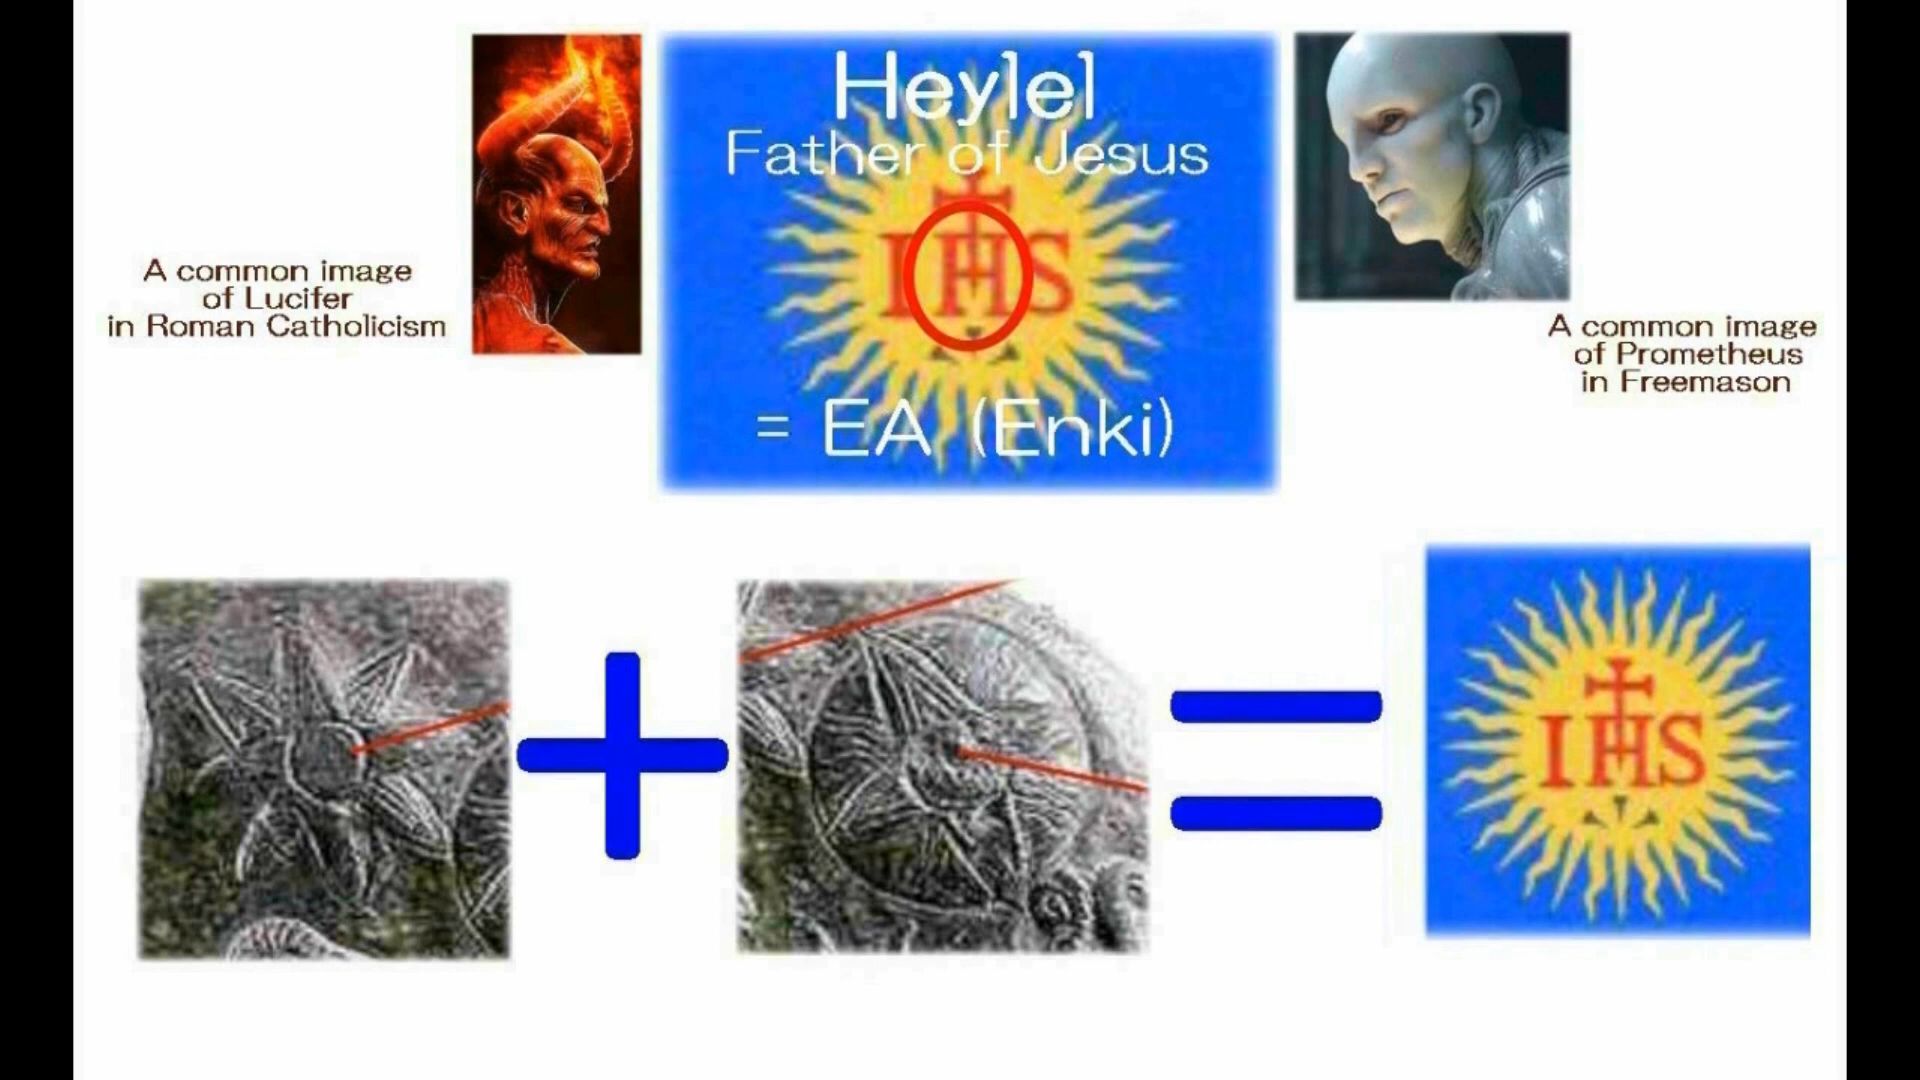 Heylel
Father of Jesus
IHS
= EA (Enki)
A common image
of Lucifer
in Roman Catholicism
A common image
of Prometheus
in Freemason
IHS